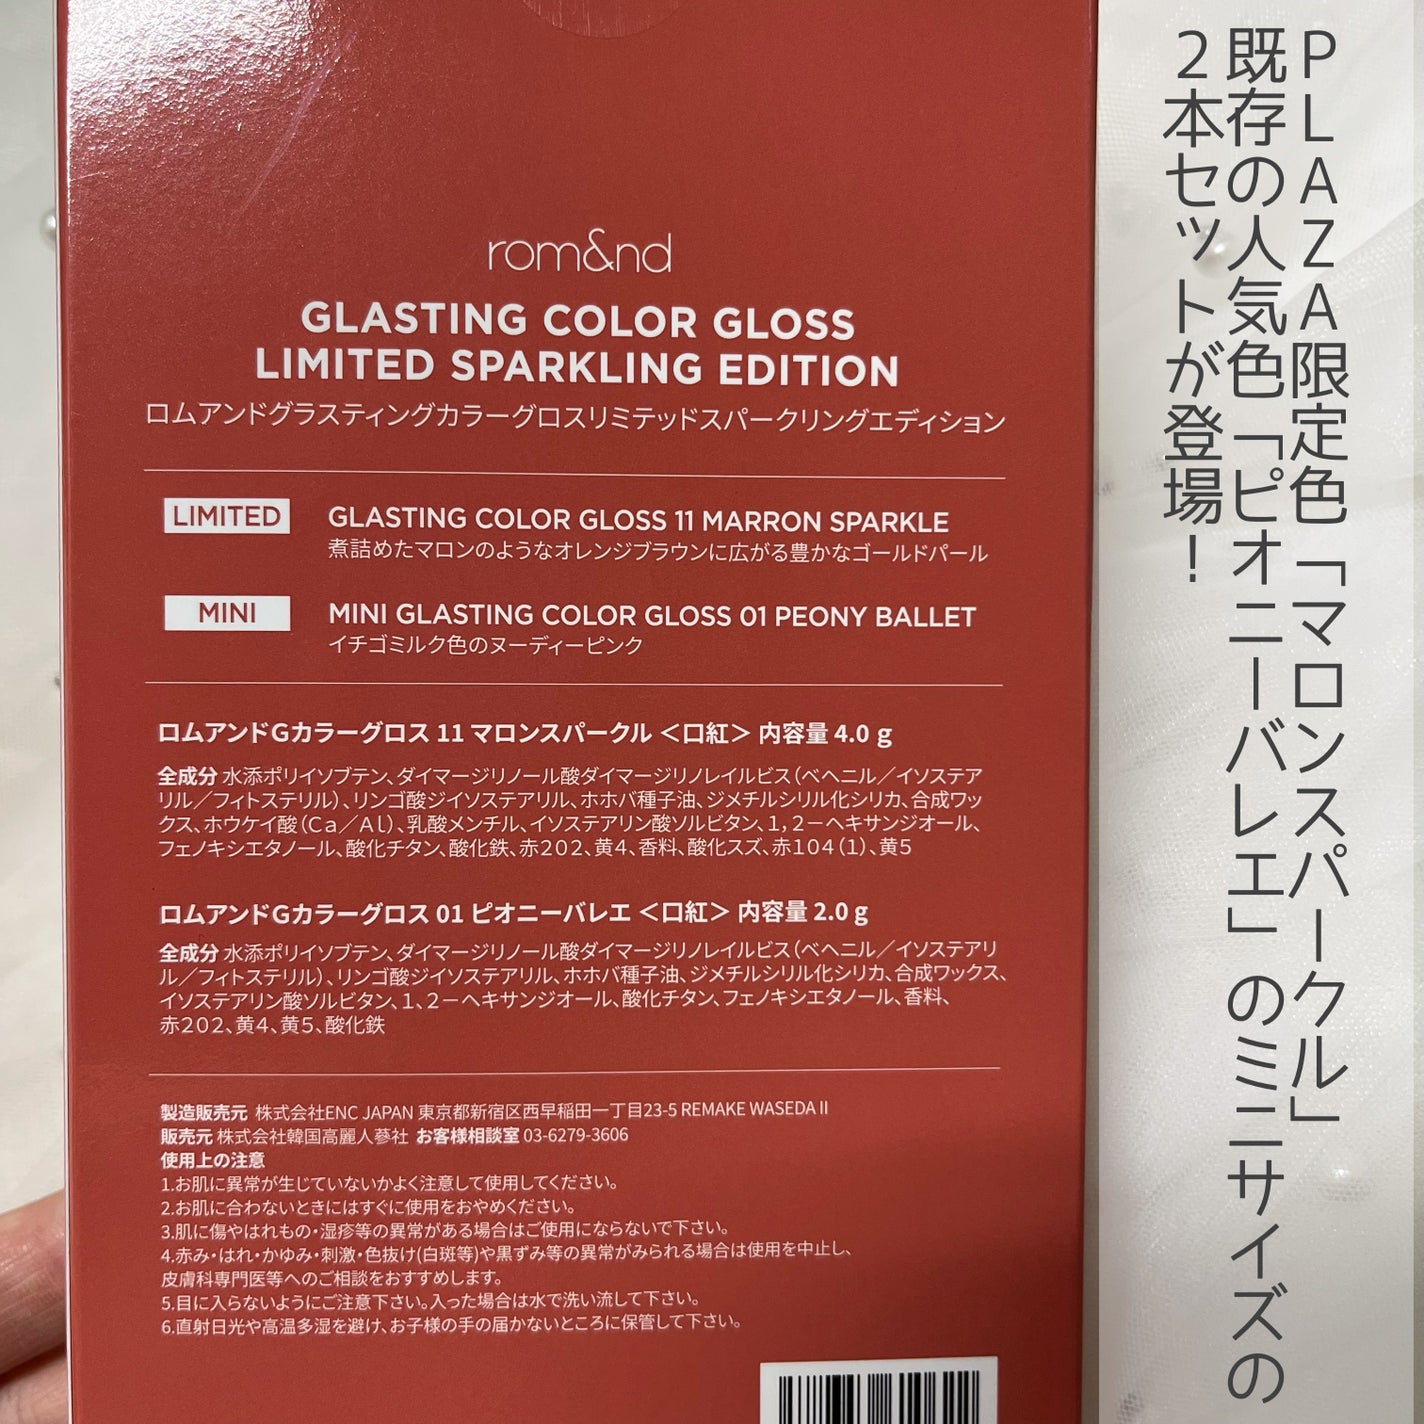 PLAZA限定色「マロンスパークル」
既存の人気色「ピオニーバレエ」のミニサイズの
2本セットが登場!
rom&nd
GLASTING COLOR GLOSS
LIMITED SPARKLING EDITION
ロムアンドグラスティングカラーグロスリミテッドスパークリングエディション
LIMITED
GLASTING COLOR GLOSS 11 MARRON SPARKLE
煮詰めたマロンのようなオレンジブラウンに広がる豊かなゴールドパール
MINI
MINI GLASTING COLOR GLOSS 01 PEONY BALLET
イチゴミルク色のヌーディーピンク
ロムアンドGカラーグロス 11 マロンスパークル <口紅> 内容量 4.0 g
全成分 水添ポリイソブテン、ダイマージリノール酸ダイマージリノレイルビス(ベヘニル/イソステア
リル/フィトステリル)、リンゴ酸ジイソステアリル、ホホバ種子油、ジメチルシリル化シリカ、合成ワッ
クス、ホウケイ酸(Ca/Al)、乳酸メンチル、イソステアリン酸ソルビタン、1,2-ヘキサンジオール、
フェノキシエタノール、酸化チタン、酸化鉄、赤202、黄4、香料、酸化スズ、赤104(1)、黄5
ロムアンドGカラーグロス 01 ピオニーバレエ <口紅> 内容量 2.0 g
全成分 水添ポリイソブテン、ダイマージリノール酸ダイマージリノレイルビス(ベヘニル/イソステアリ
ル/フィトステリル)、リンゴ酸ジイソステアリル、ホホバ種子油、ジメチルシリル化シリカ、合成ワックス、
イソステアリン酸ソルビタン、1、2-ヘキサンジオール、酸化チタン、フェノキシエタノール、香料、
赤202、黄4、黄5、酸化鉄
製造販売元 株式会社ENC JAPAN 東京都新宿区西早稲田一丁目23-5 REMAKE WASEDA II
販売元 株式会社韓国高麗人蔘社 お客様相談室 03-6279-3606
使用上の注意
1.お肌に異常が生じていないかよく注意して使用してください。
2.お肌に合わないときにはすぐに使用をおやめください。
3.肌に傷やはれもの・湿疹等の異常がある場合はご使用にならないで下さい。
4.赤み・はれ・かゆみ・刺激・色抜け(白斑等)や黒ずみ等の異常がみられる場合は使用を中止し、
皮膚科専門医等へのご相談をおすすめします。
5.目に入らないようにご注意下さい。入った場合は水で洗い流して下さい。
6.直射日光や高温多湿を避け、お子様の手の届かないところに保管して下さい。